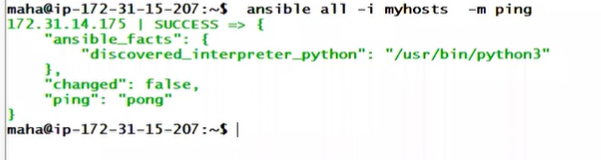 maha@ip-172-31-15-207:~$ ansible all -i myhosts -m ping
172.31.14.175 | SUCCESS => {
    "ansible_facts": {
        "discovered_interpreter_python": "/usr/bin/python3"
    },
    "changed": false,
    "ping": "pong"
}
maha@ip-172-31-15-207:~$